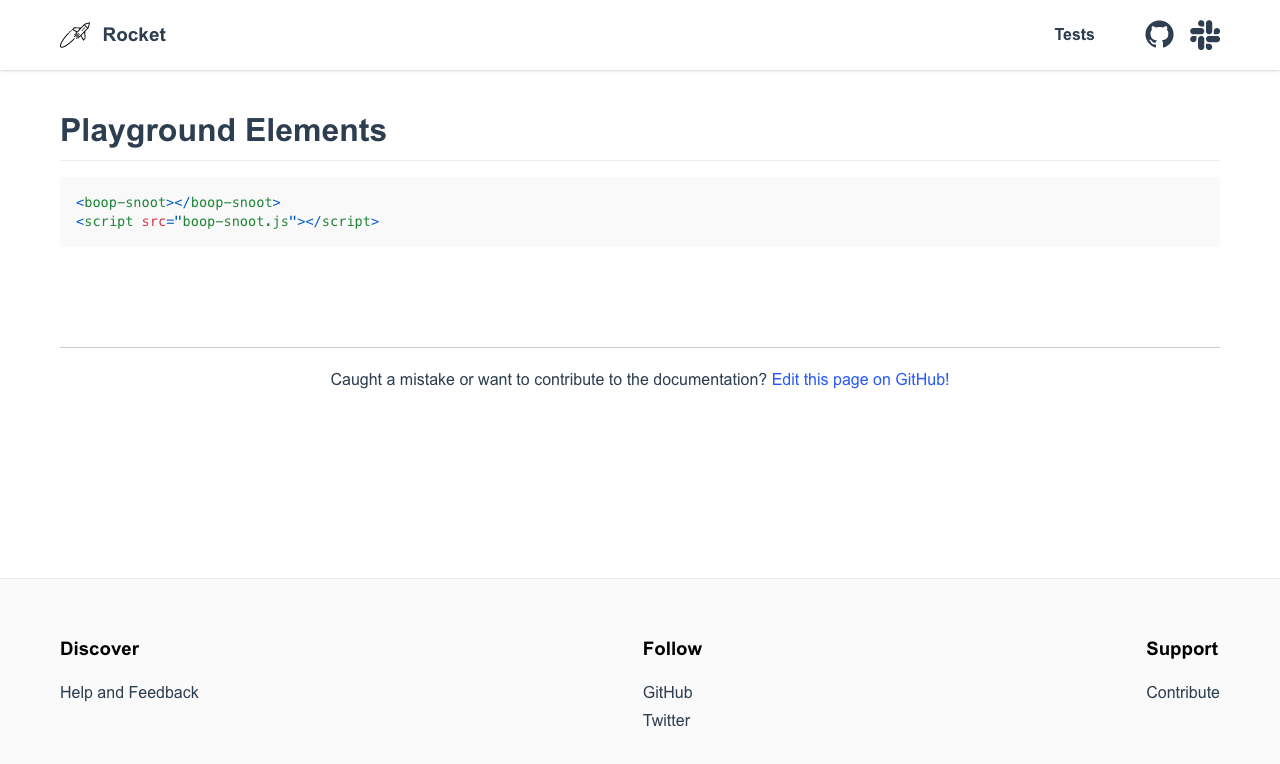 Rocket
Tests
Playground Elements
<boop-snoot></boop-snoot>
<script src="boop-snoot.js"></script>
Caught a mistake or want to contribute to the documentation? Edit this page on GitHub!
Discover
Help and Feedback
Follow
GitHub
Twitter
Support
Contribute